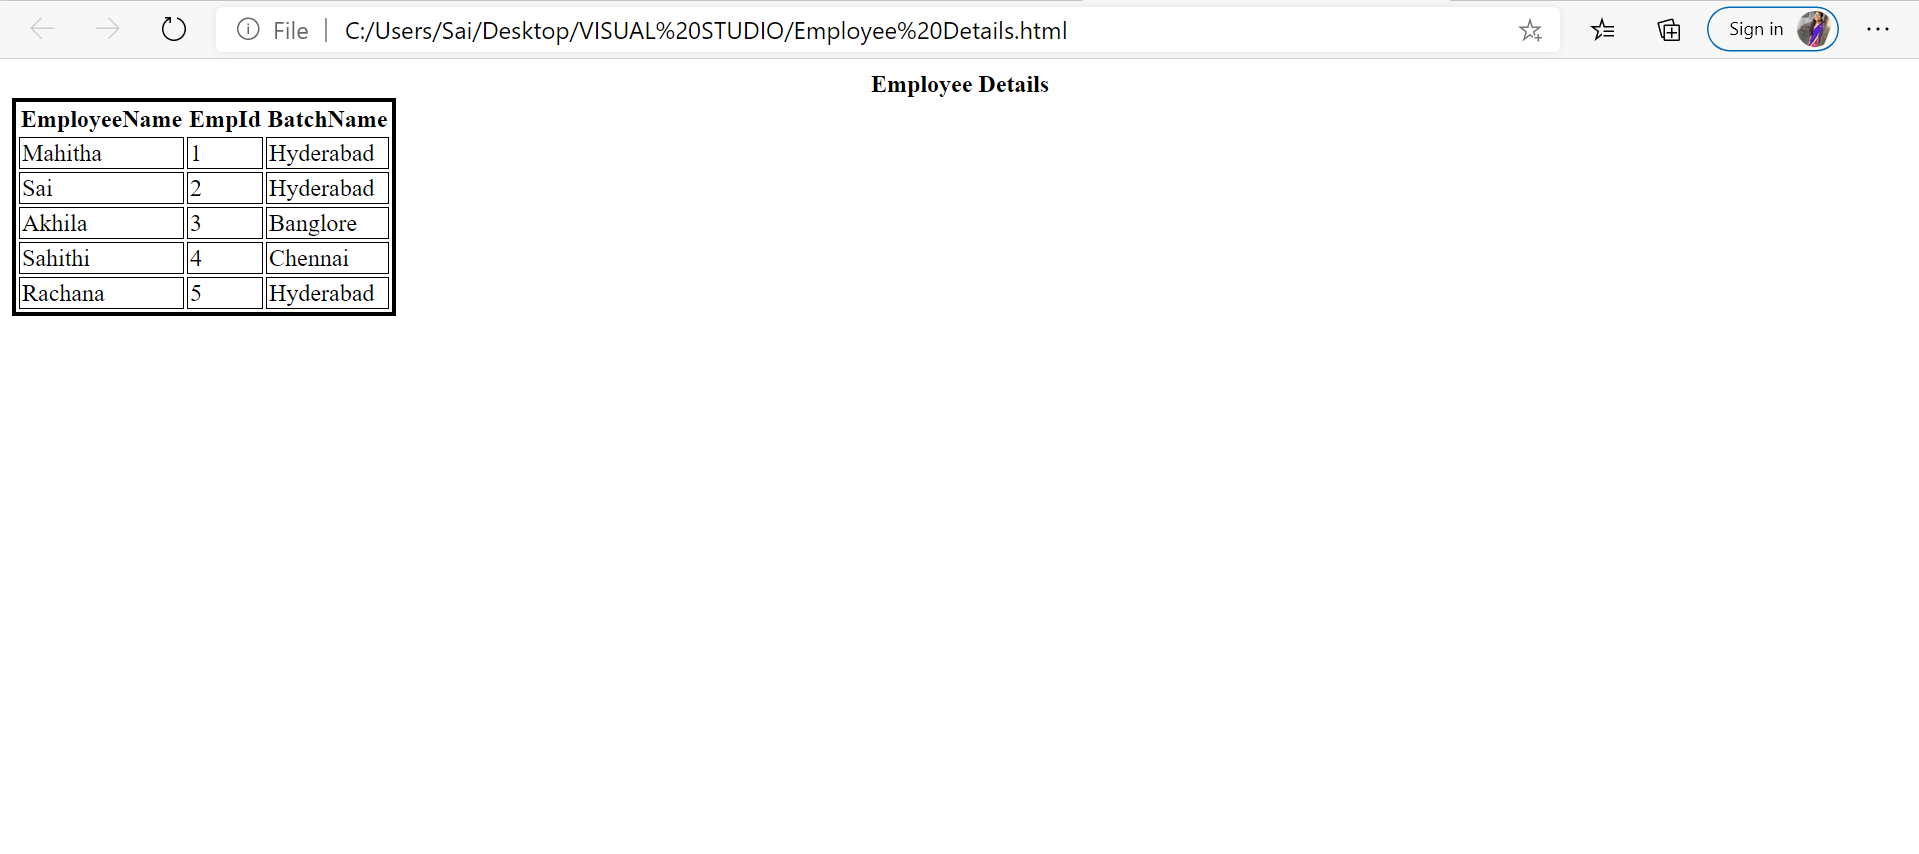 File | C:/Users/Sai/Desktop/VISUAL%20STUDIO/Employee%20Details.html Sign in
Employee Details
EmployeeName EmpId BatchName
Mahitha 1 Hyderabad
Sai 2 Hyderabad
Akhila 3 Banglore
Sahithi 4 Chennai
Rachana 5 Hyderabad